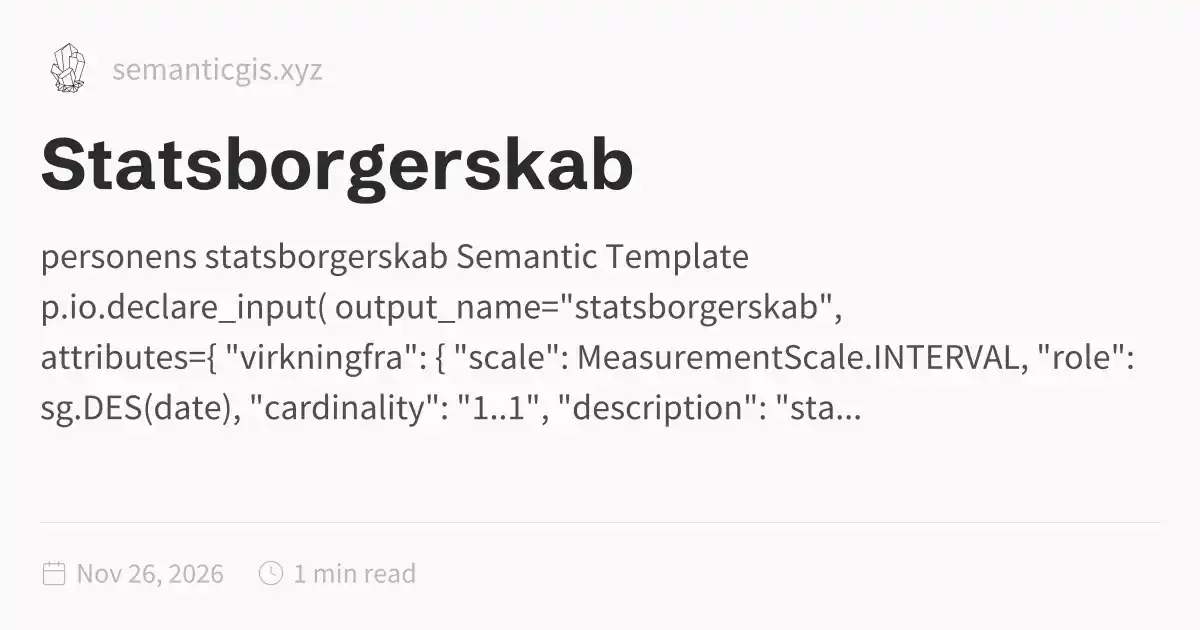 semanticgis.xyz
Statsborgerskab
personens statsborgerskab Semantic Template
p.io.declare_input( output_name="statsborgerskab",
attributes={ "virkningfra": { "scale": MeasurementScale.INTERVAL, "role":
sg.DES(date), "cardinality": "1..1", "description": "sta...
Nov 26, 2026 1 min read